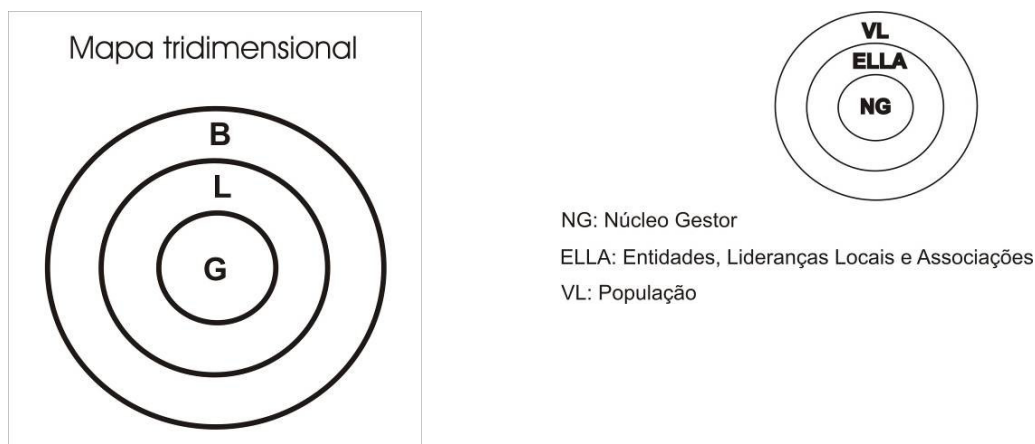 Mapa tridimensional
B
L
G
VL
ELLA
NG
NG: Núcleo Gestor
ELLA: Entidades, Lideranças Locais e Associações
VL: População